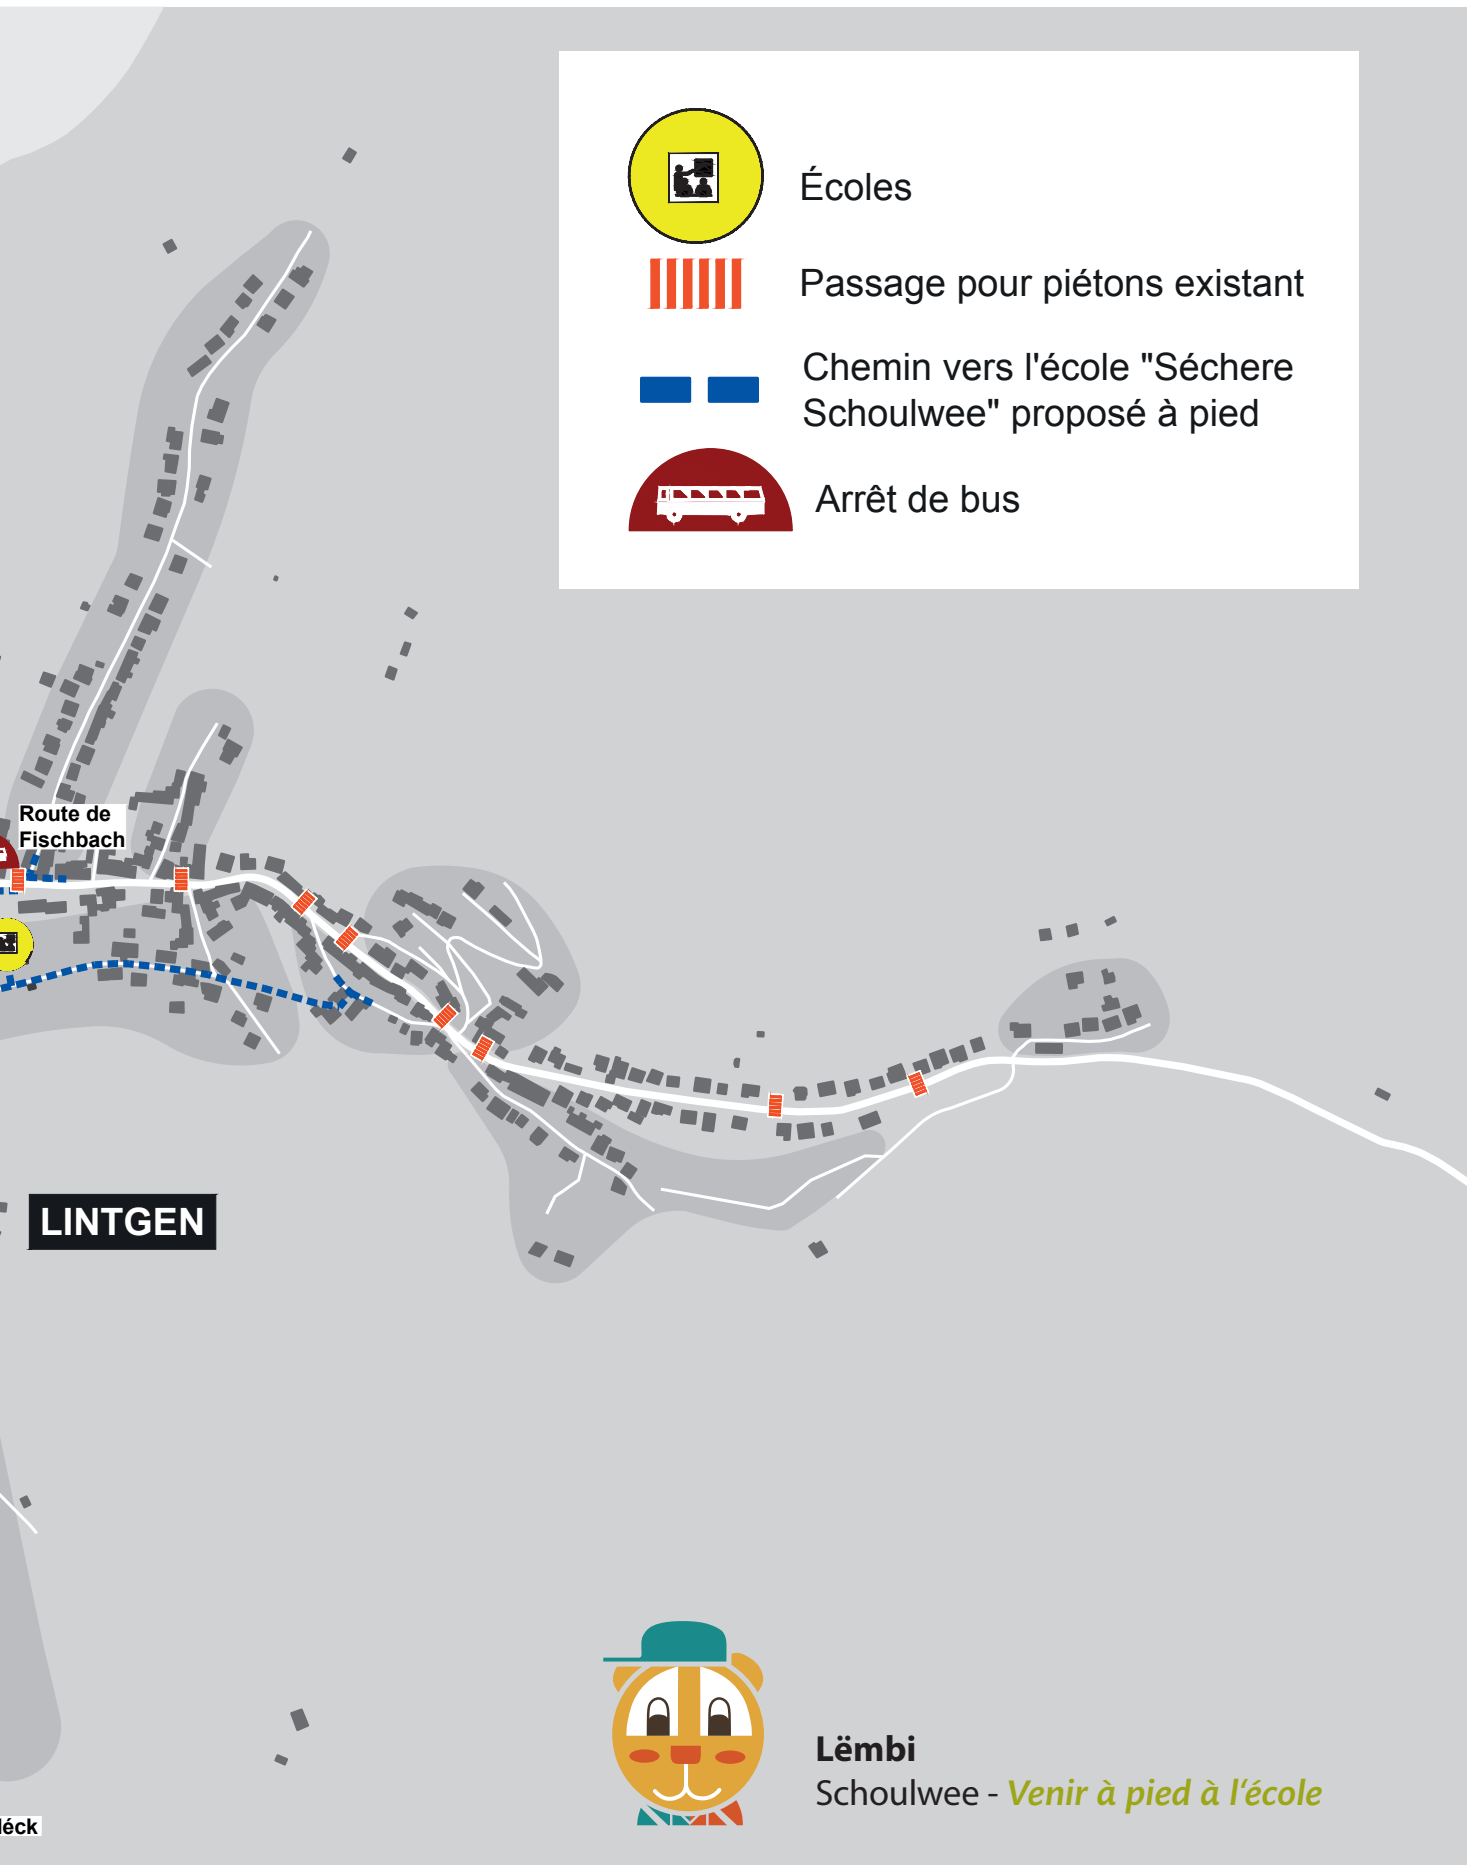 Écoles
Passage pour piétons existant
Chemin vers l'école "Séchere
Schoulwee" proposé à pied
Arrêt de bus
Route de
Fischbach
LINTGEN
Lëmbi
Schoulwee - Venir à pied à l‘école